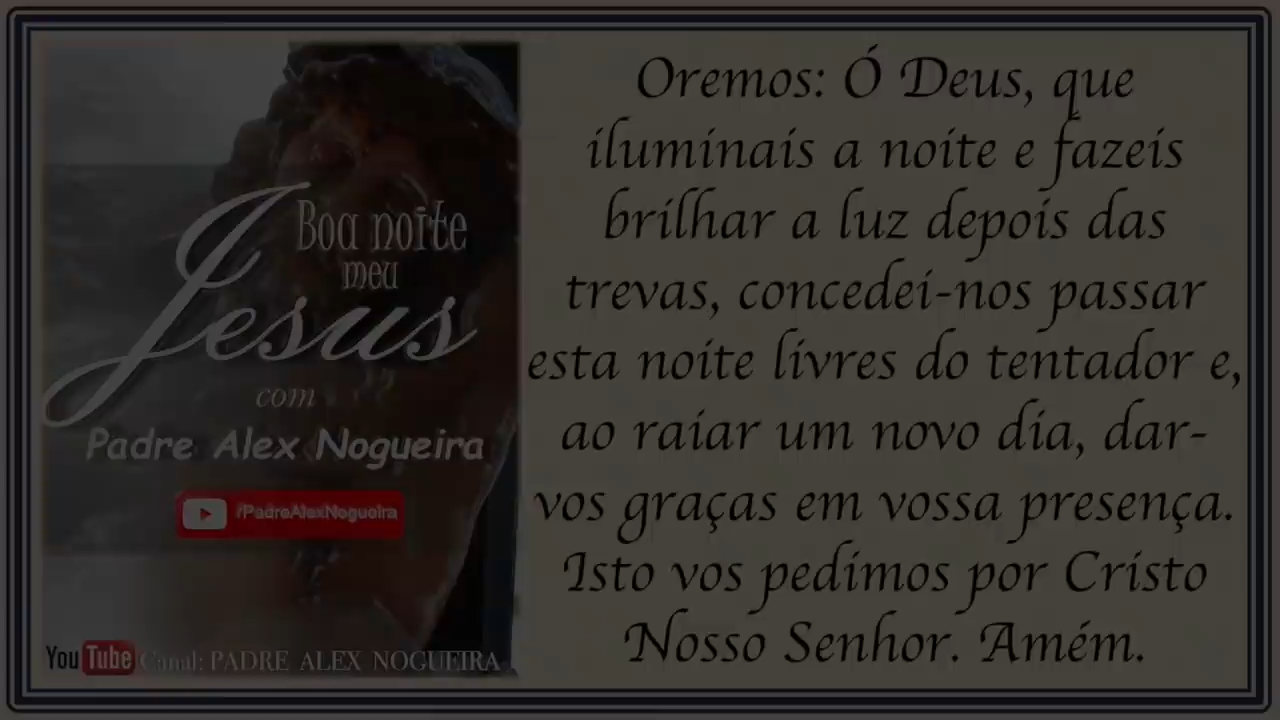 Boa noite
meu
Jesus
com
Padre Alex Nogueira
/PadreAlexNogueira
YouTube Canal: PADRE ALEX NOGUEIRA
Oremos: Ó Deus, que
iluminais a noite e fazeis
brilhar a luz depois das
trevas, concedei-nos passar
esta noite livres do tentador e,
ao raiar um novo dia, dar-
vos graças em vossa presença.
Isto vos pedimos por Cristo
Nosso Senhor. Amém.